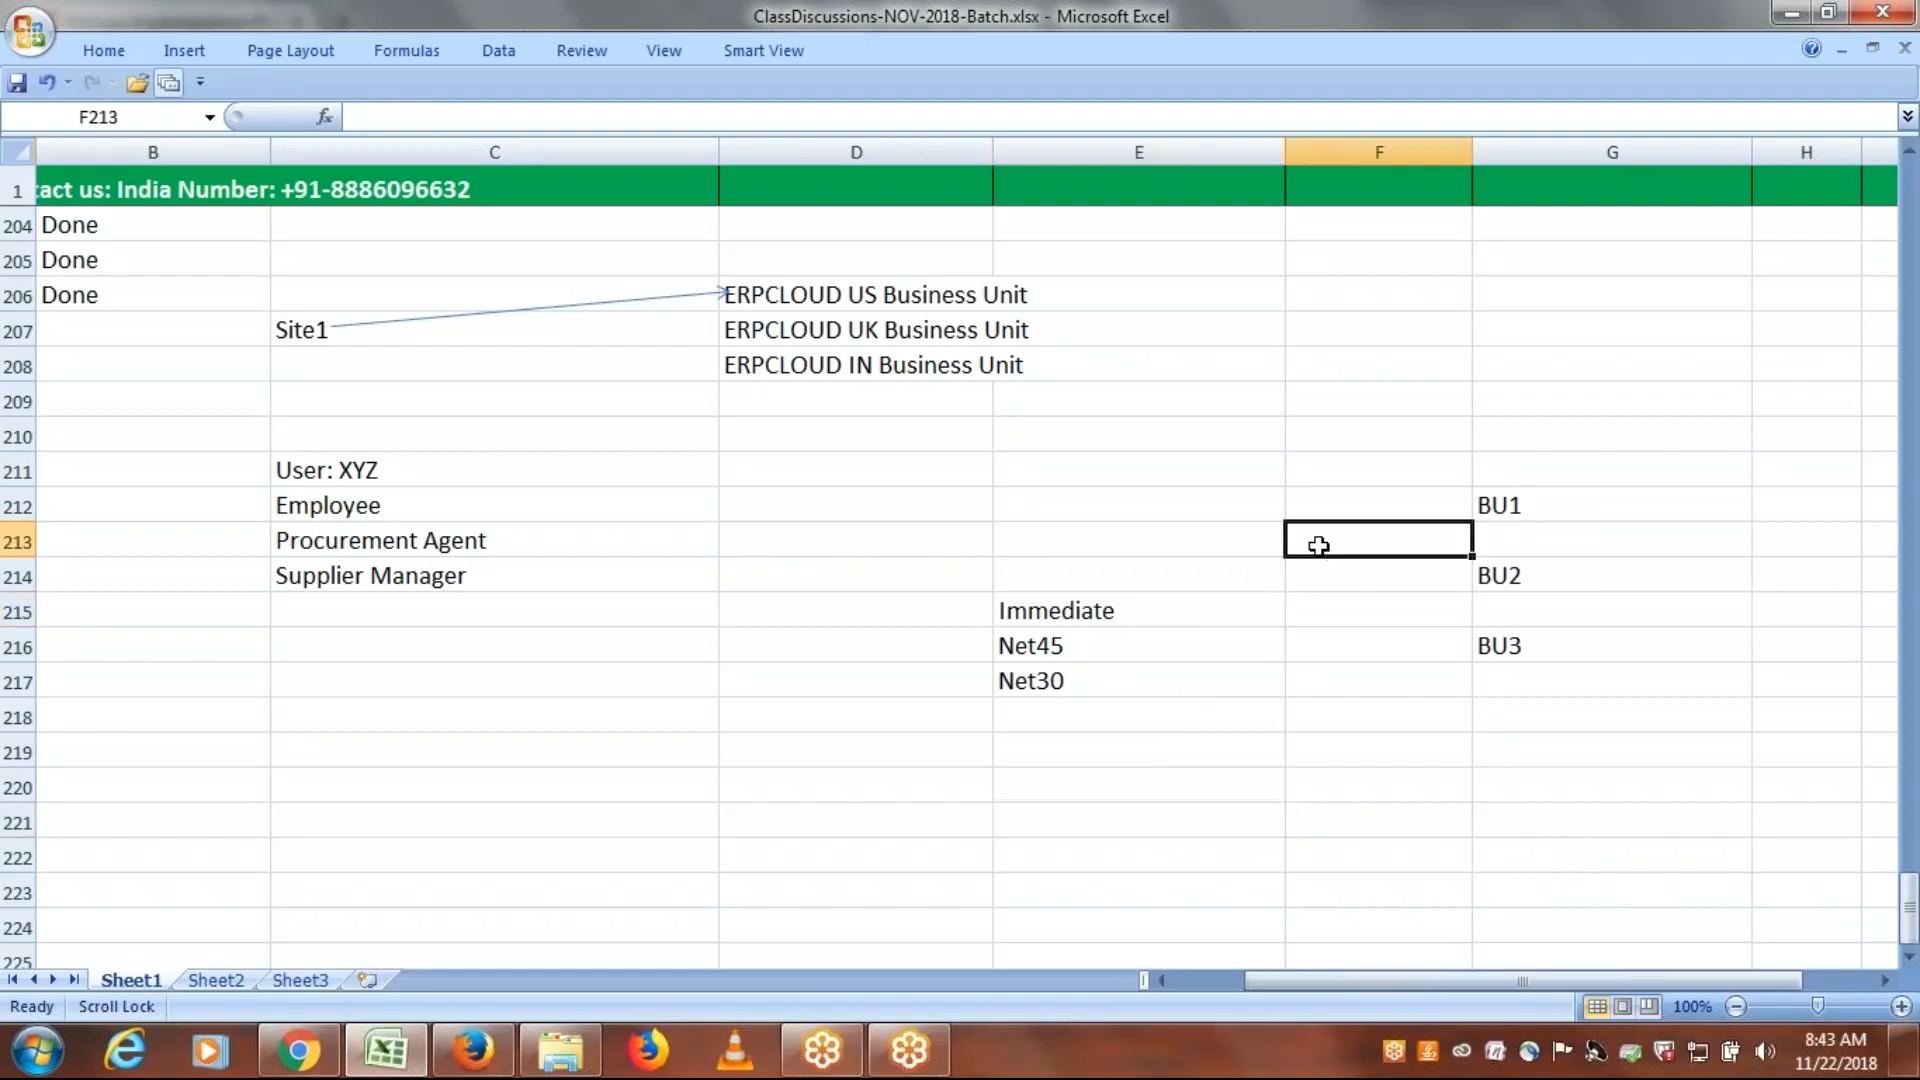 ClassDiscussions-NOV-2018-Batch.xlsx - Microsoft Excel
Home Insert Page Layout Formulas Data Review View Smart View
F213 fx
B C D E F G H
1 tact us: India Number: +91-8886096632
204 Done
205 Done
206 Done ERPCLOUD US Business Unit
207 Site1 ERPCLOUD UK Business Unit
208 ERPCLOUD IN Business Unit
209
210
211 User: XYZ
212 Employee BU1
213 Procurement Agent
214 Supplier Manager BU2
215 Immediate
216 Net45 BU3
217 Net30
218
219
220
221
222
223
224
225
Sheet1 Sheet2 Sheet3
Ready Scroll Lock 100%
8:43 AM
11/22/2018